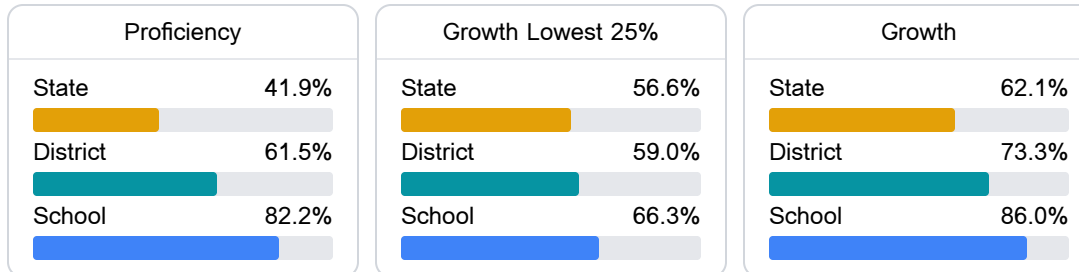 Proficiency
State 41.9%
District 61.5%
School 82.2%
Growth Lowest 25%
State 56.6%
District 59.0%
School 66.3%
Growth
State 62.1%
District 73.3%
School 86.0%